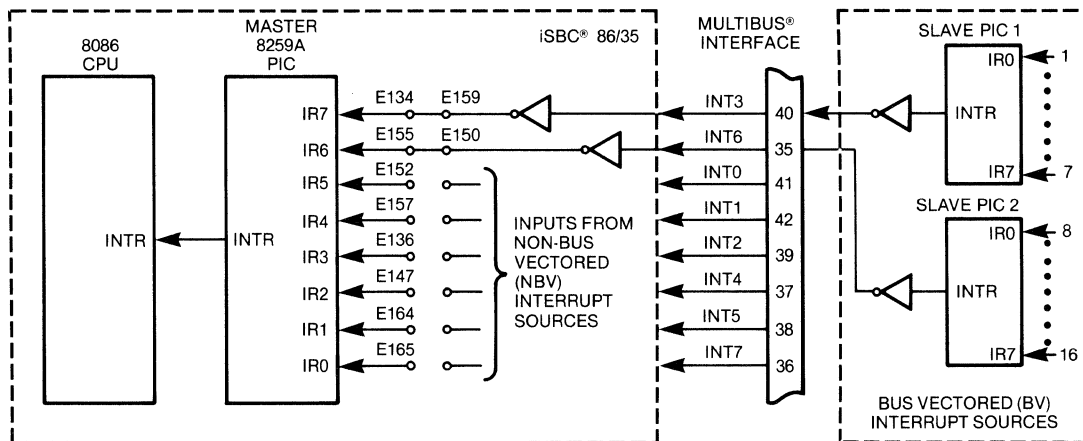 8086
CPU
INTR
MASTER
8259A
PIC
INTR
IR7
IR6
IR5
IR4
IR3
IR2
IR1
IR0
iSBC® 86/35
E134 E159
E155 E150
E152
E157
E136
E147
E164
E165
INPUTS FROM
NON-BUS
VECTORED
(NBV)
INTERRUPT
SOURCES
MULTIBUS®
INTERFACE
INT3 40
INT6 35
INT0 41
INT1 42
INT2 39
INT4 37
INT5 38
INT7 36
SLAVE PIC 1
IR0 1
INTR
IR7 7
SLAVE PIC 2
IR0 8
INTR
IR7 16
BUS VECTORED (BV)
INTERRUPT SOURCES